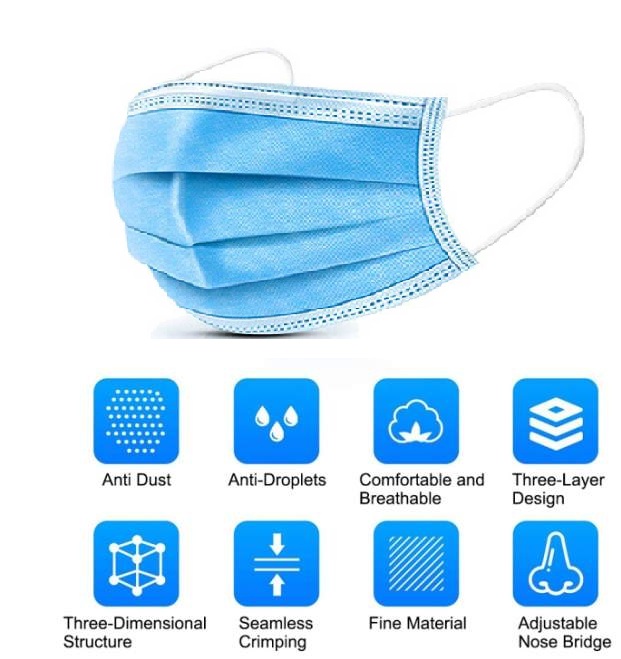 Anti Dust
Anti-Droplets
Comfortable and
Breathable
Three-Layer
Design
Three-Dimensional
Structure
Seamless
Crimping
Fine Material
Adjustable
Nose Bridge